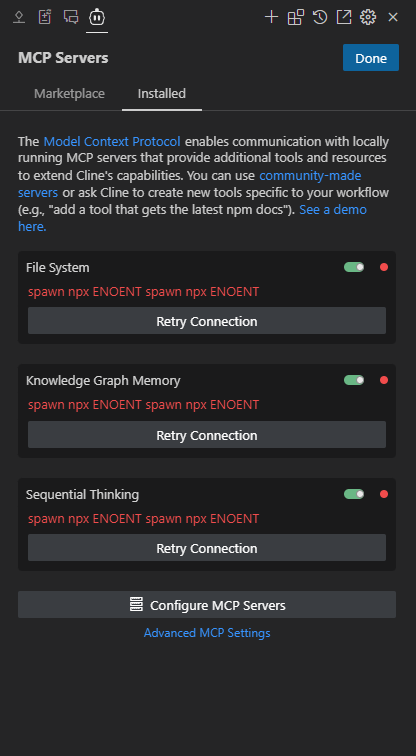 MCP Servers
Done
Marketplace
Installed
The Model Context Protocol enables communication with locally
running MCP servers that provide additional tools and resources
to extend Cline's capabilities. You can use community-made
servers or ask Cline to create new tools specific to your workflow
(e.g., "add a tool that gets the latest npm docs"). See a demo
here.
File System
spawn npx ENOENT spawn npx ENOENT
Retry Connection
Knowledge Graph Memory
spawn npx ENOENT spawn npx ENOENT
Retry Connection
Sequential Thinking
spawn npx ENOENT spawn npx ENOENT
Retry Connection
Configure MCP Servers
Advanced MCP Settings